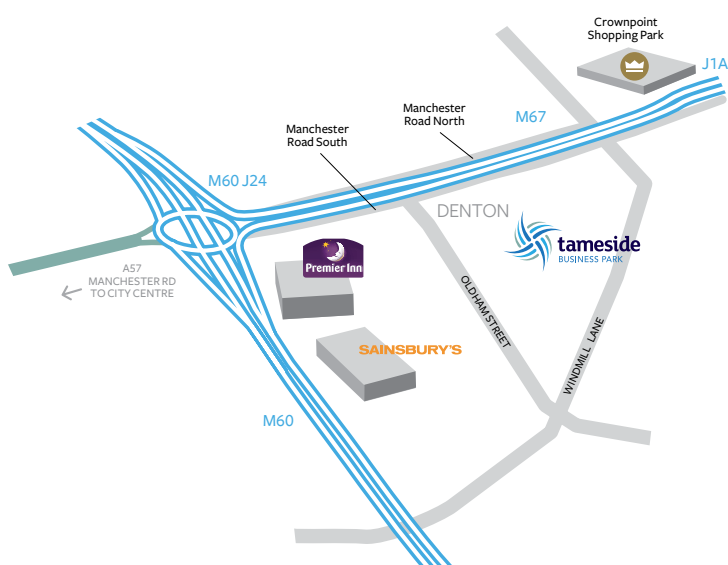 Crownpoint
Shopping Park
J1A
M67
Manchester
Road North
Manchester
Road South
M60 J24
DENTON
tameside
BUSINESS PARK
A57
MANCHESTER RD
TO CITY CENTRE
Premier Inn
OLDHAM STREET
WINDMILL LANE
SAINSBURY'S
M60